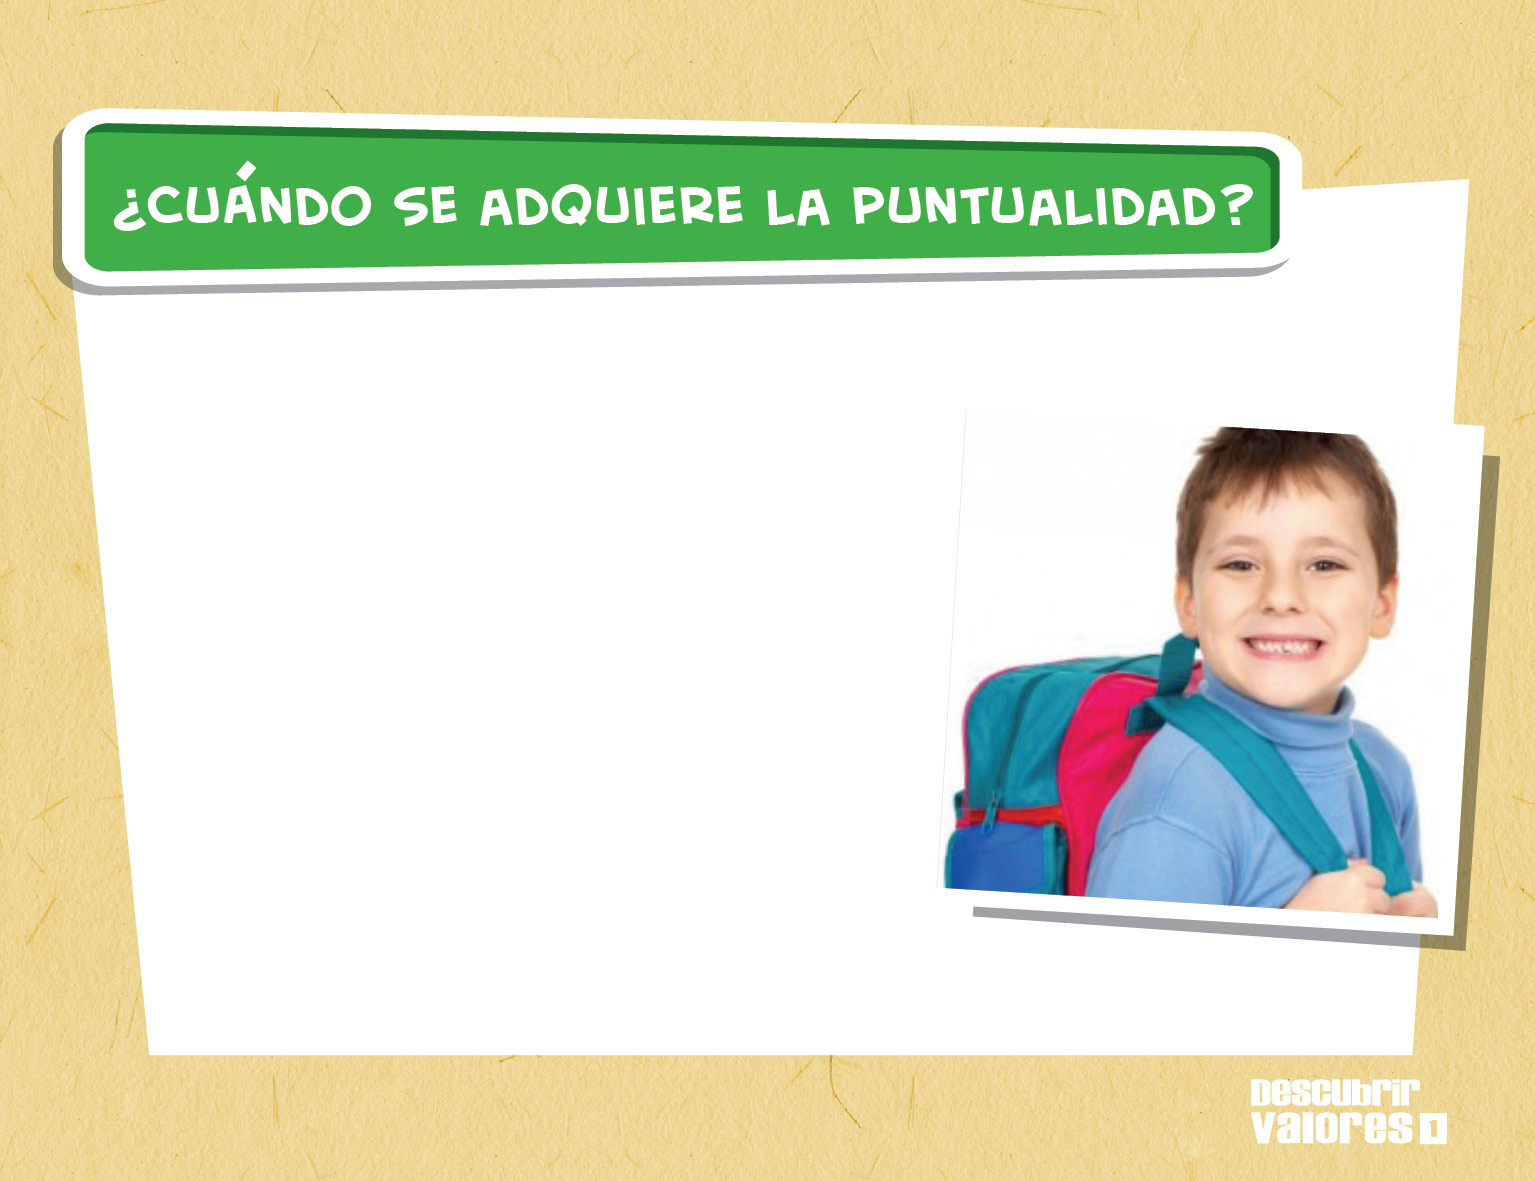 ¿CUÁNDO SE ADQUIERE LA PUNTUALIDAD?
Descubrir
Valores 1